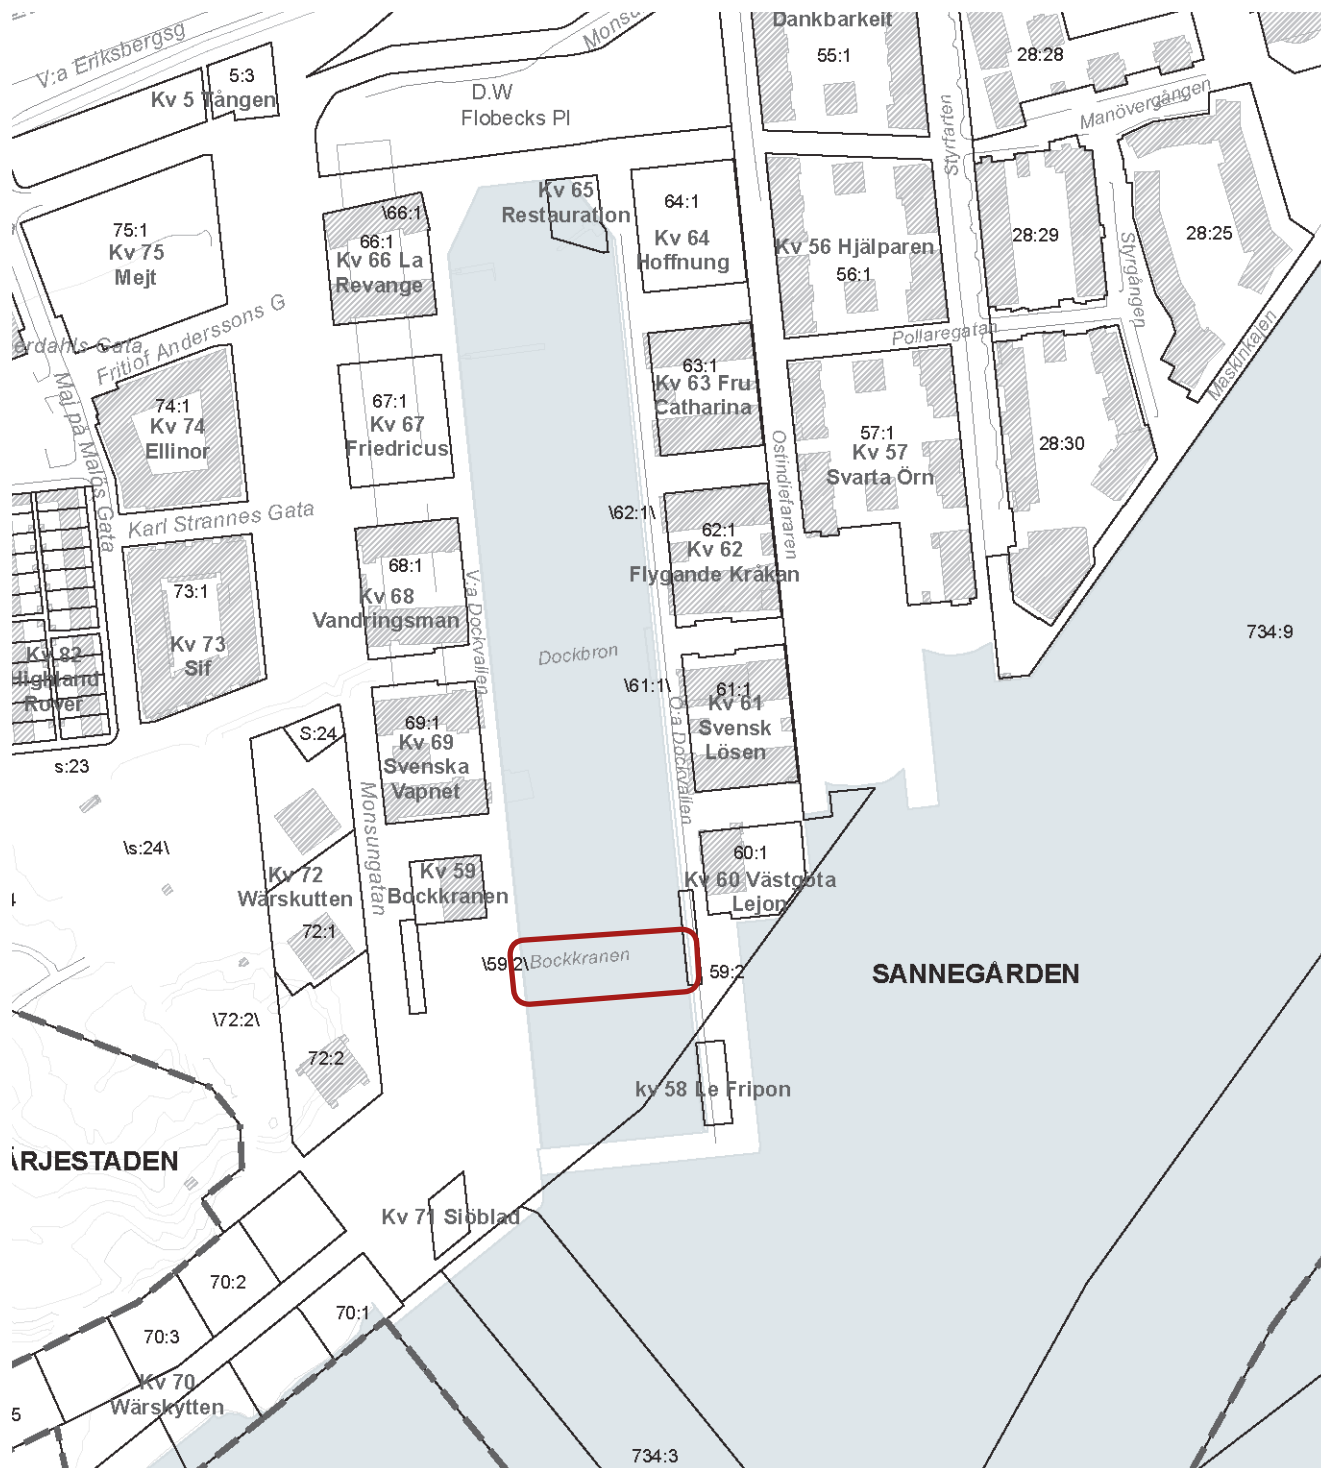 Dankbarkeit
55:1
28:28
V:a Eriksbergsg
5:3
Kv 5 Tången
D.W
Flobecks Pl
Styrfarten
Manövergången
Kv 65
Restauration
64:1
Kv 64
Hoffnung
75:1
Kv 75
Mejt
\66:1
66:1
Kv 66 La
Revange
Kv 56 Hjälparen
56:1
28:29
28:25
Styrgången
Fritiof Anderssons G
Pollaregatan
Maskinkajen
63:1
Kv 63 Fru
Catharina
Maj på Malös Gata
74:1
Kv 74
Ellinor
67:1
Kv 67
Friedricus
57:1
Kv 57
Svarta Örn
28:30
Ostindiefararen
Karl Strannes Gata
\62:1\
62:1
Kv 62
Flygande Kråkan
68:1
Kv 68
Vandringsman
V:a Dockvallen
73:1
Kv 73
Sif
734:9
Kv 82
Highland
Rover
Dockbron
\61:1\
61:1
Kv 61
Svensk
Lösen
Ö:a Dockvallen
69:1
Kv 69
Svenska
Vapnet
S:24
s:23
Monsungatan
\s:24\
60:1
Kv 60 Västgöta
Lejon
Kv 72
Wärskutten
Kv 59
Bockkranen
72:1
\59:2\
Bockkranen
59:2
SANNEGÅRDEN
\72:2\
72:2
kv 58 Le Fripon
ÄRJESTADEN
Kv 71 Siöblad
70:2
70:1
70:3
Kv 70
Wärskytten
734:3